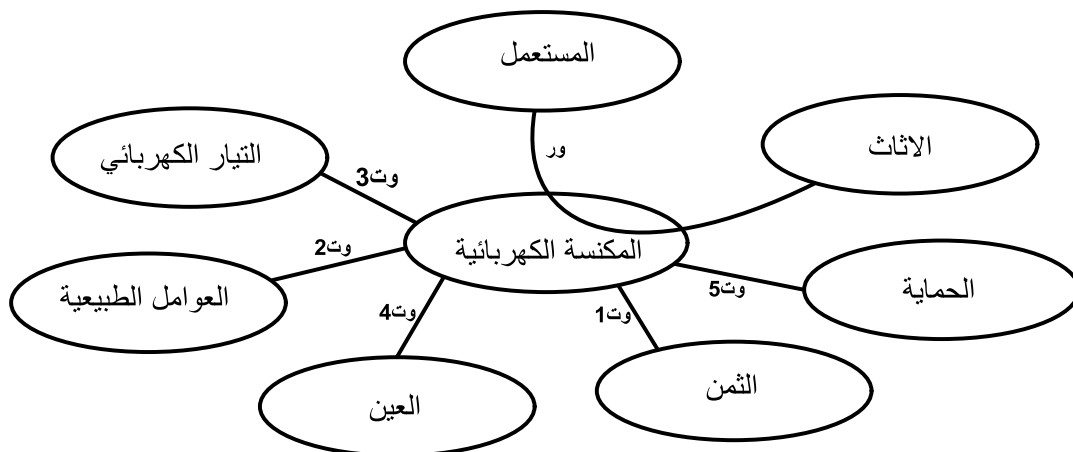 المستعمل
الاثاث
التيار الكهربائي
ور
وت3
المكنسة الكهربائية
وت2
العوامل الطبيعية
وت5
الحماية
وت4
وت1
العين
الثمن